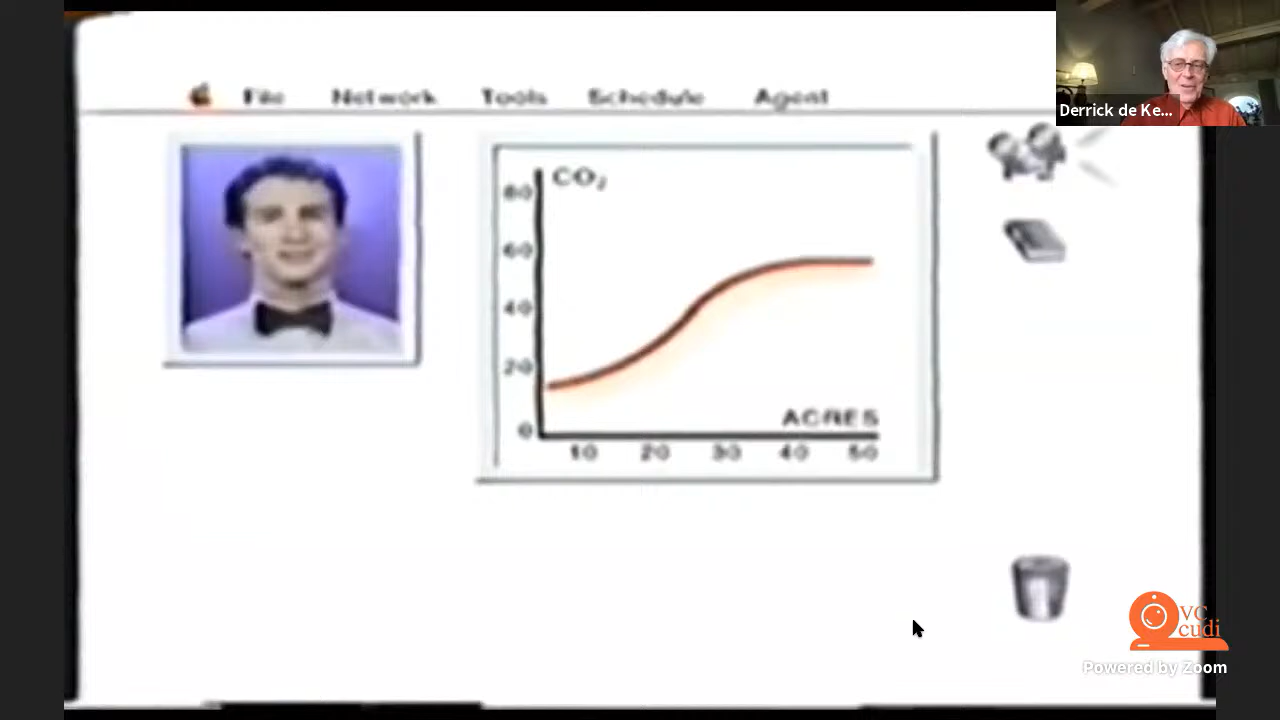 File Network Tools Schedule Agent
Derrick de Ke...
CO₂
80
60
40
20
0
ACRES
10 20 30 40 50
VC
cudi
Powered by Zoom